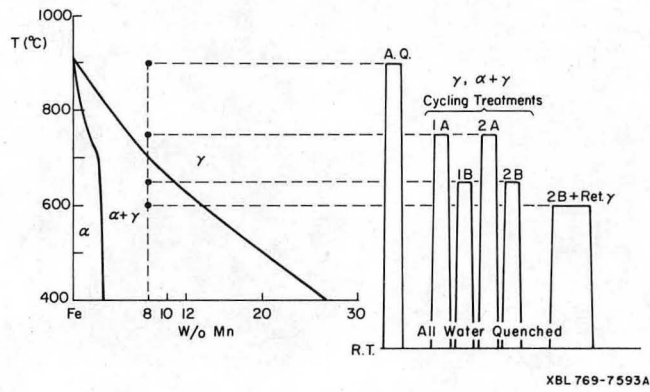 1000
T (°C)
800
600
400
γ
α
α+γ
Fe
8
10
12
20
30
W/o Mn
A.Q.
γ, α+γ
Cycling Treatments
1A
2A
1B
2B
2B+Ret.γ
All Water Quenched
R.T.
XBL 769-7593A